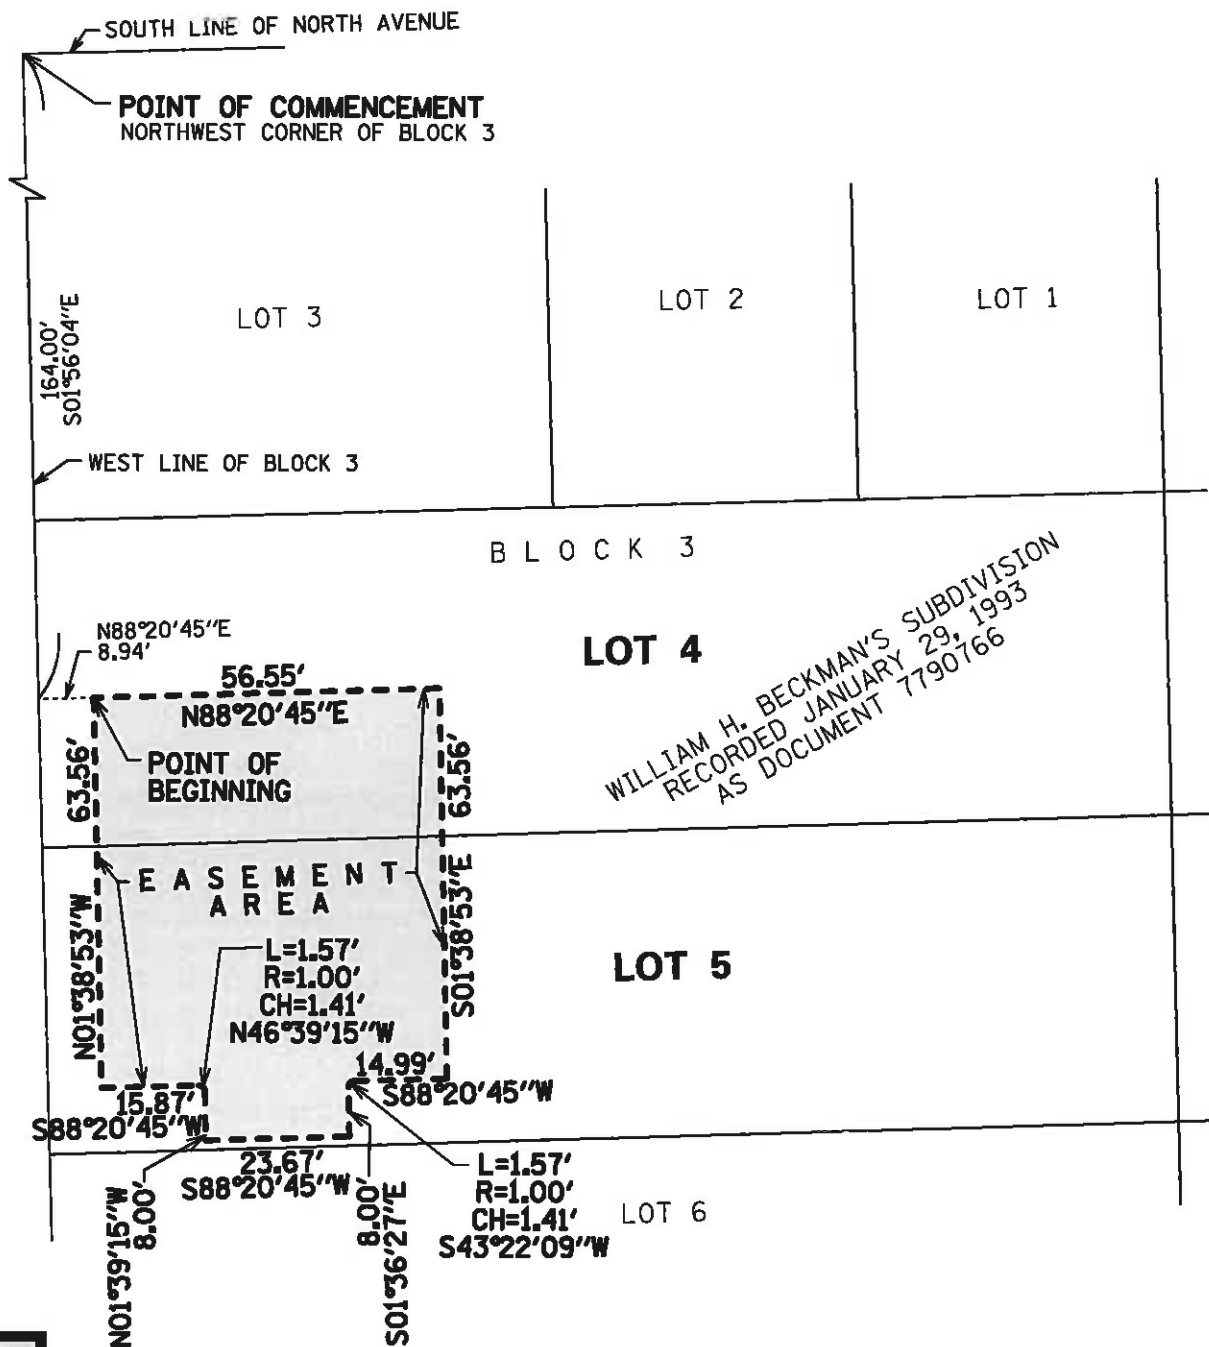 SOUTH LINE OF NORTH AVENUE
POINT OF COMMENCEMENT
NORTHWEST CORNER OF BLOCK 3
LOT 3
LOT 2
LOT 1
164.00'
S01°56'04"E
WEST LINE OF BLOCK 3
BLOCK 3
WILLIAM H. BECKMAN'S SUBDIVISION
RECORDED JANUARY 29, 1993
AS DOCUMENT 7790766
LOT 4
N88°20'45"E
8.94'
56.55'
N88°20'45"E
63.56'
POINT OF
BEGINNING
63.56'
EASEMENT
AREA
N01°38'53"W
S01°38'53"E
L=1.57'
R=1.00'
CH=1.41'
N46°39'15"W
LOT 5
14.99'
S88°20'45"W
15.87'
S88°20'45"W
23.67'
S88°20'45"W
N01°39'15"W
8.00'
8.00'
S01°36'27"E
L=1.57'
R=1.00'
CH=1.41'
S43°22'09"W
LOT 6